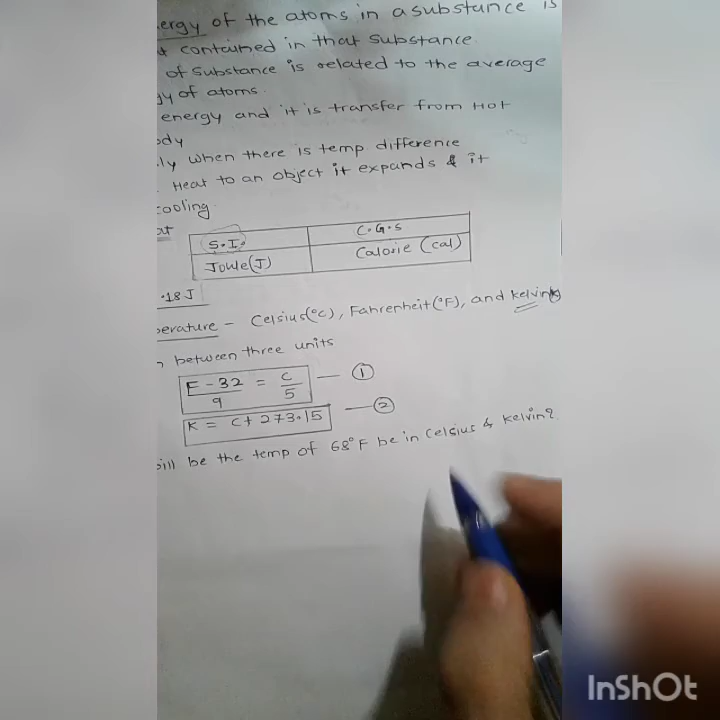 ergy of the atoms in a substance is
contained in that substance
of substance is related to the average
gy of atoms.
energy and it is transfer from Hot
ody
ly when there is temp difference
Heat to an object it expands & it
cooling.
at
S.I. C.G.S
Joule(J) Calorie (cal)
.18 J
perature - Celsius(°C), Fahrenheit(°F), and kelvin
between three units
F - 32 / 9 = C / 5 — ①
K = C + 273.15 — ②
ill be the temp of 68°F be in Celsius & kelvin?
InShOt